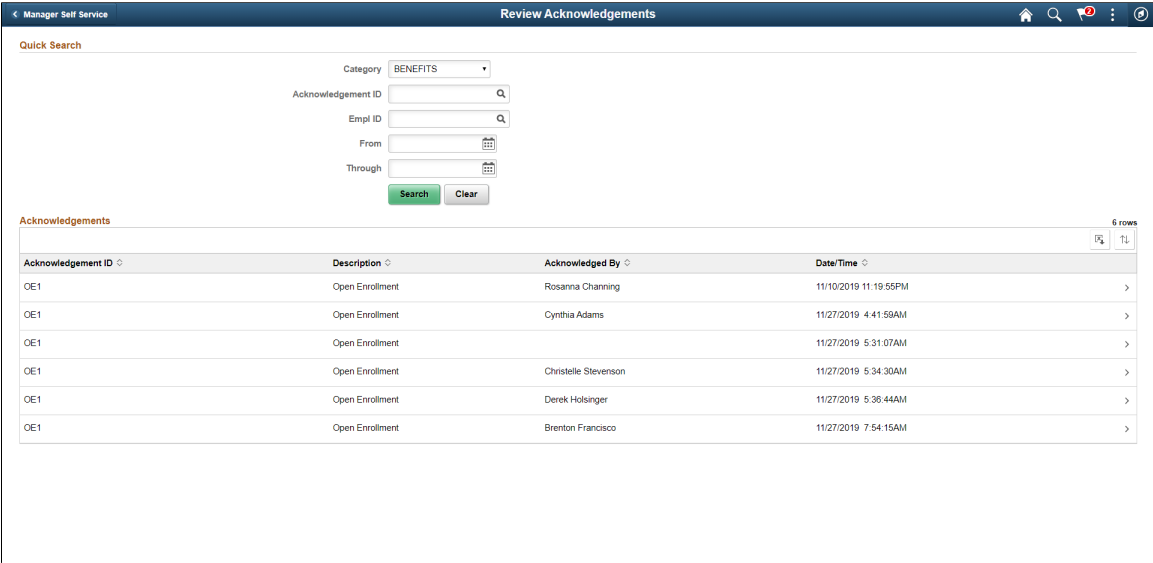 Manager Self Service Review Acknowledgements 2
Quick Search
Category BENEFITS
Acknowledgement ID
Empl ID
From
Through
Search Clear
Acknowledgements 6 rows
Acknowledgement ID Description Acknowledged By Date/Time
OE1 Open Enrollment Rosanna Channing 11/10/2019 11:19:55PM
OE1 Open Enrollment Cynthia Adams 11/27/2019 4:41:59AM
OE1 Open Enrollment 11/27/2019 5:31:07AM
OE1 Open Enrollment Christelle Stevenson 11/27/2019 5:34:30AM
OE1 Open Enrollment Derek Holsinger 11/27/2019 5:36:44AM
OE1 Open Enrollment Brenton Francisco 11/27/2019 7:54:15AM